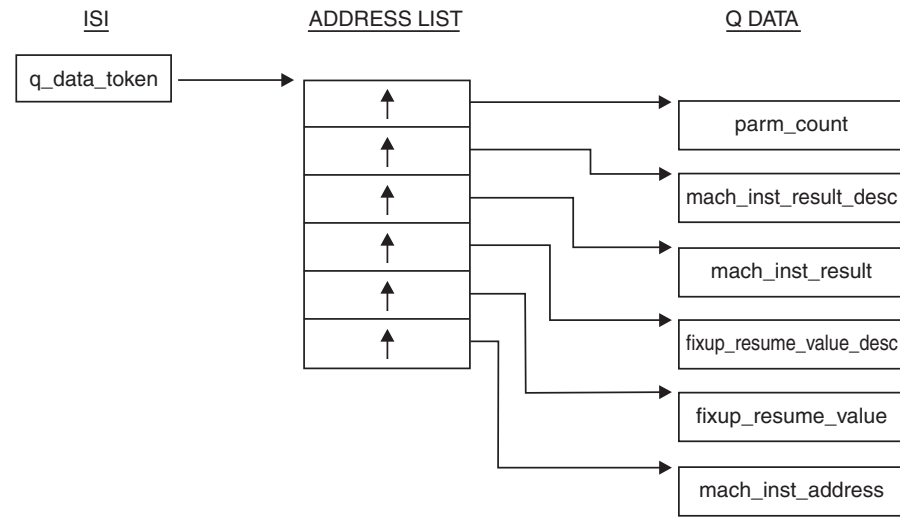 ISI
ADDRESS LIST
Q DATA
q_data_token
parm_count
mach_inst_result_desc
mach_inst_result
fixup_resume_value_desc
fixup_resume_value
mach_inst_address